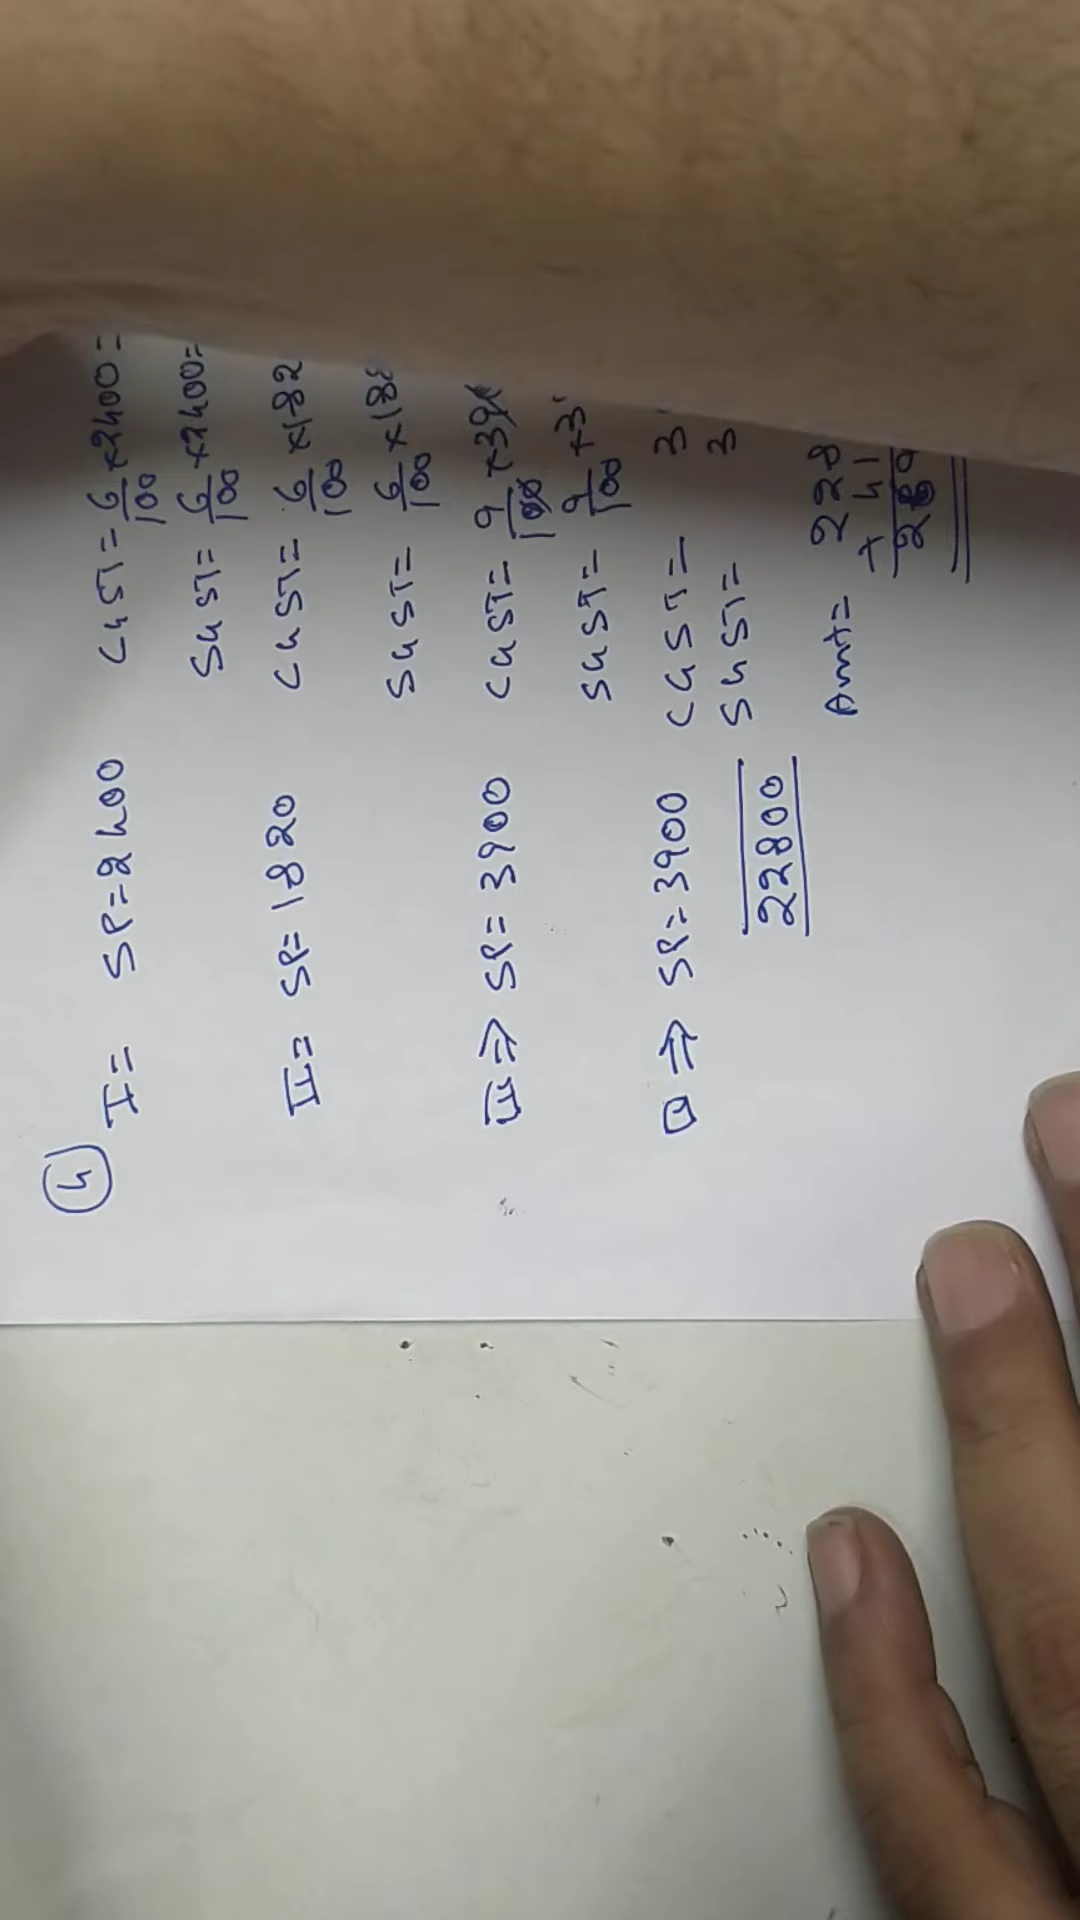 4
I = SP = 2400 CGST = 6/100 × 2400 =
SGST = 6/100 × 2400 =
II = SP = 1820 CGST = 6/100 × 182
SGST = 6/100 × 18
III ⇒ SP = 3900 CGST = 9/100 × 39
SGST = 9/100 × 3
⇒ SP = 3900 CGST = 3
SGST = 3
22800
Amt = 228
+ 41